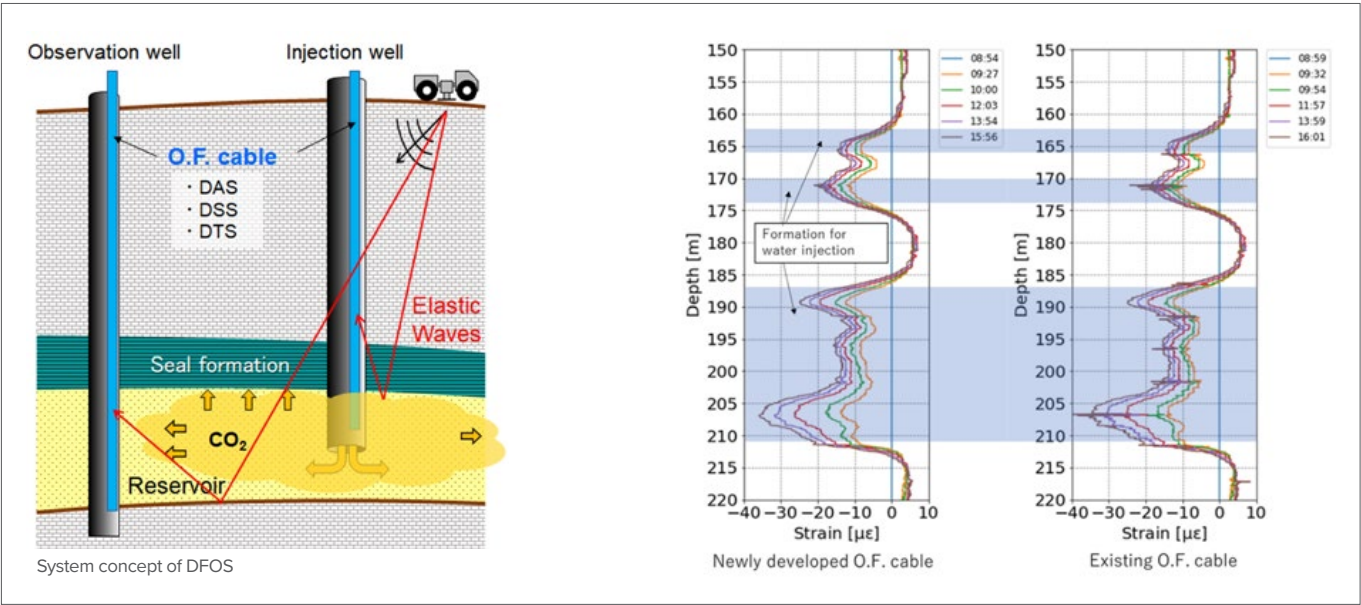 Observation well
Injection well
O.F. cable
・DAS
・DSS
・DTS
Elastic
Waves
Seal formation
CO₂
Reservoir
System concept of DFOS
150
155
160
165
170
175
180
185
190
195
200
205
210
215
220
Depth [m]
−40 −30 −20 −10 0 10
Strain [με]
08:54
09:27
10:00
12:03
13:54
15:56
Formation for
water injection
Newly developed O.F. cable
150
155
160
165
170
175
180
185
190
195
200
205
210
215
220
Depth [m]
−40 −30 −20 −10 0 10
Strain [με]
08:59
09:32
09:54
11:57
13:59
16:01
Existing O.F. cable